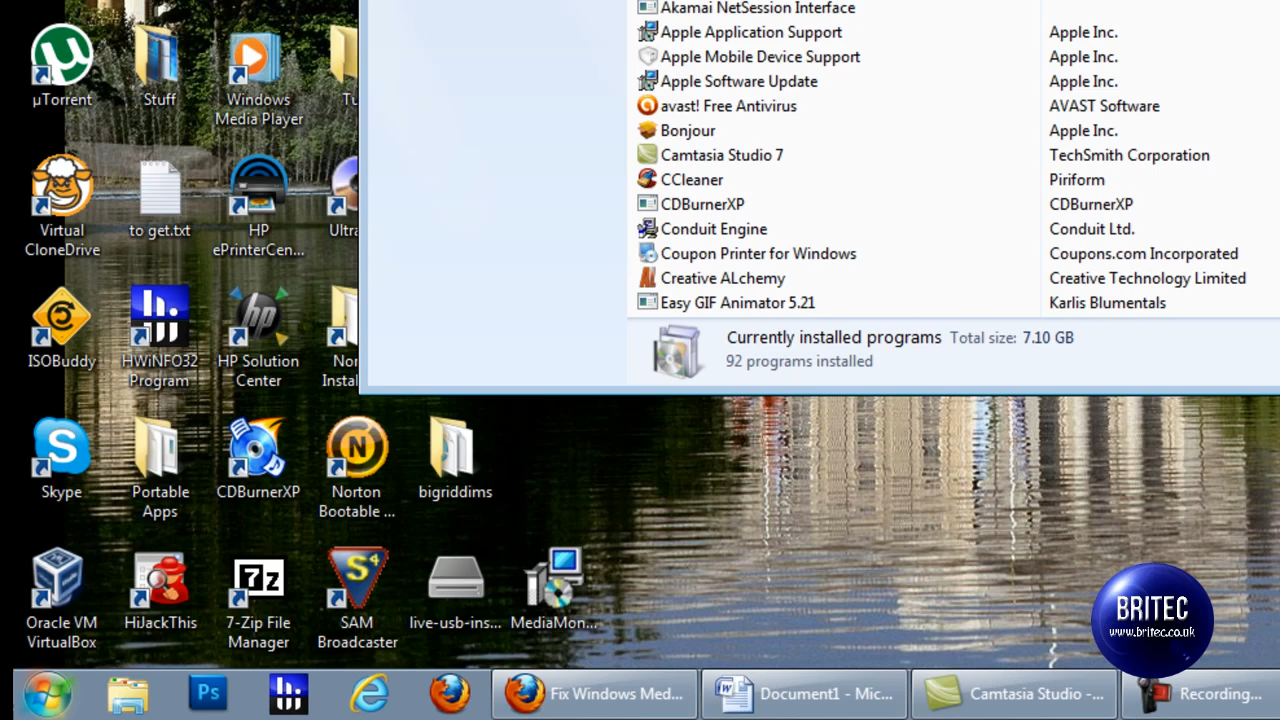 Akamai NetSession Interface
Apple Application Support Apple Inc.
Apple Mobile Device Support Apple Inc.
Apple Software Update Apple Inc.
avast! Free Antivirus AVAST Software
Bonjour Apple Inc.
Camtasia Studio 7 TechSmith Corporation
CCleaner Piriform
CDBurnerXP CDBurnerXP
Conduit Engine Conduit Ltd.
Coupon Printer for Windows Coupons.com Incorporated
Creative ALchemy Creative Technology Limited
Easy GIF Animator 5.21 Karlis Blumentals
Currently installed programs Total size: 7.10 GB
92 programs installed
µTorrent
Stuff
Windows
Media Player
Tu
Virtual
CloneDrive
to get.txt
HP
ePrinterCen...
Ultra
ISOBuddy
HWiNFO32
Program
HP Solution
Center
Nor
Instal
Skype
Portable
Apps
CDBurnerXP
Norton
Bootable ...
bigriddims
Oracle VM
VirtualBox
HiJackThis
7-Zip File
Manager
SAM
Broadcaster
live-usb-ins...
MediaMon...
BRITEC
www.britec.co.uk
Fix Windows Med...
Document1 - Mic...
Camtasia Studio -...
Recording...